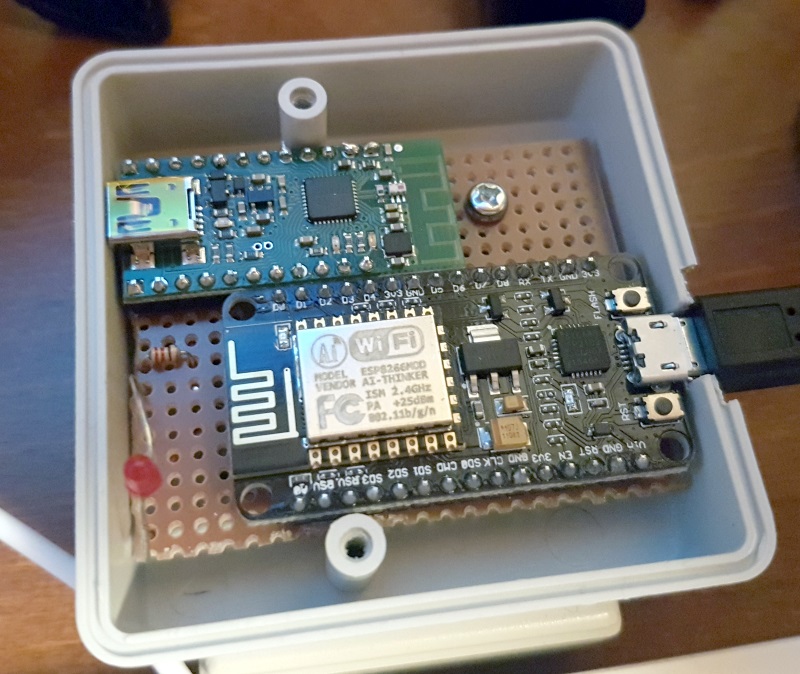 D0 D1 D2 D3 D4 3V3 GND D5 D6 D7 D8 RX TX GND 3V3
FLASH
Ai WiFi
MODEL ESP8266MOD
VENDOR AI-THINKER
ISM 2.4GHz
FC PA +25dBm
802.11b/g/n
RST
A0 RSV RSV SD3 SD2 SD1 CMD SD0 CLK GND 3V3 EN RST GND Vin